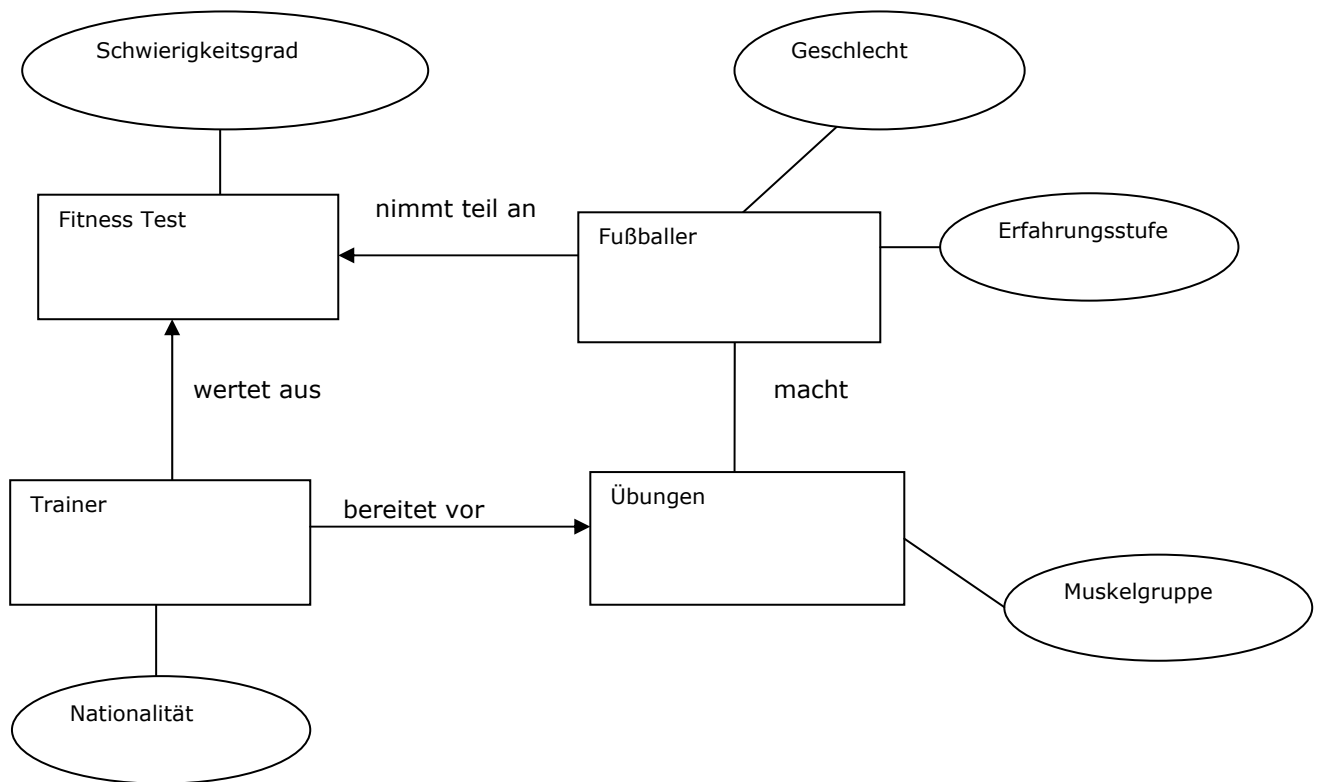 Schwierigkeitsgrad
Geschlecht
Fitness Test
nimmt teil an
Fußballer
Erfahrungsstufe
wertet aus
macht
Trainer
bereitet vor
Übungen
Muskelgruppe
Nationalität